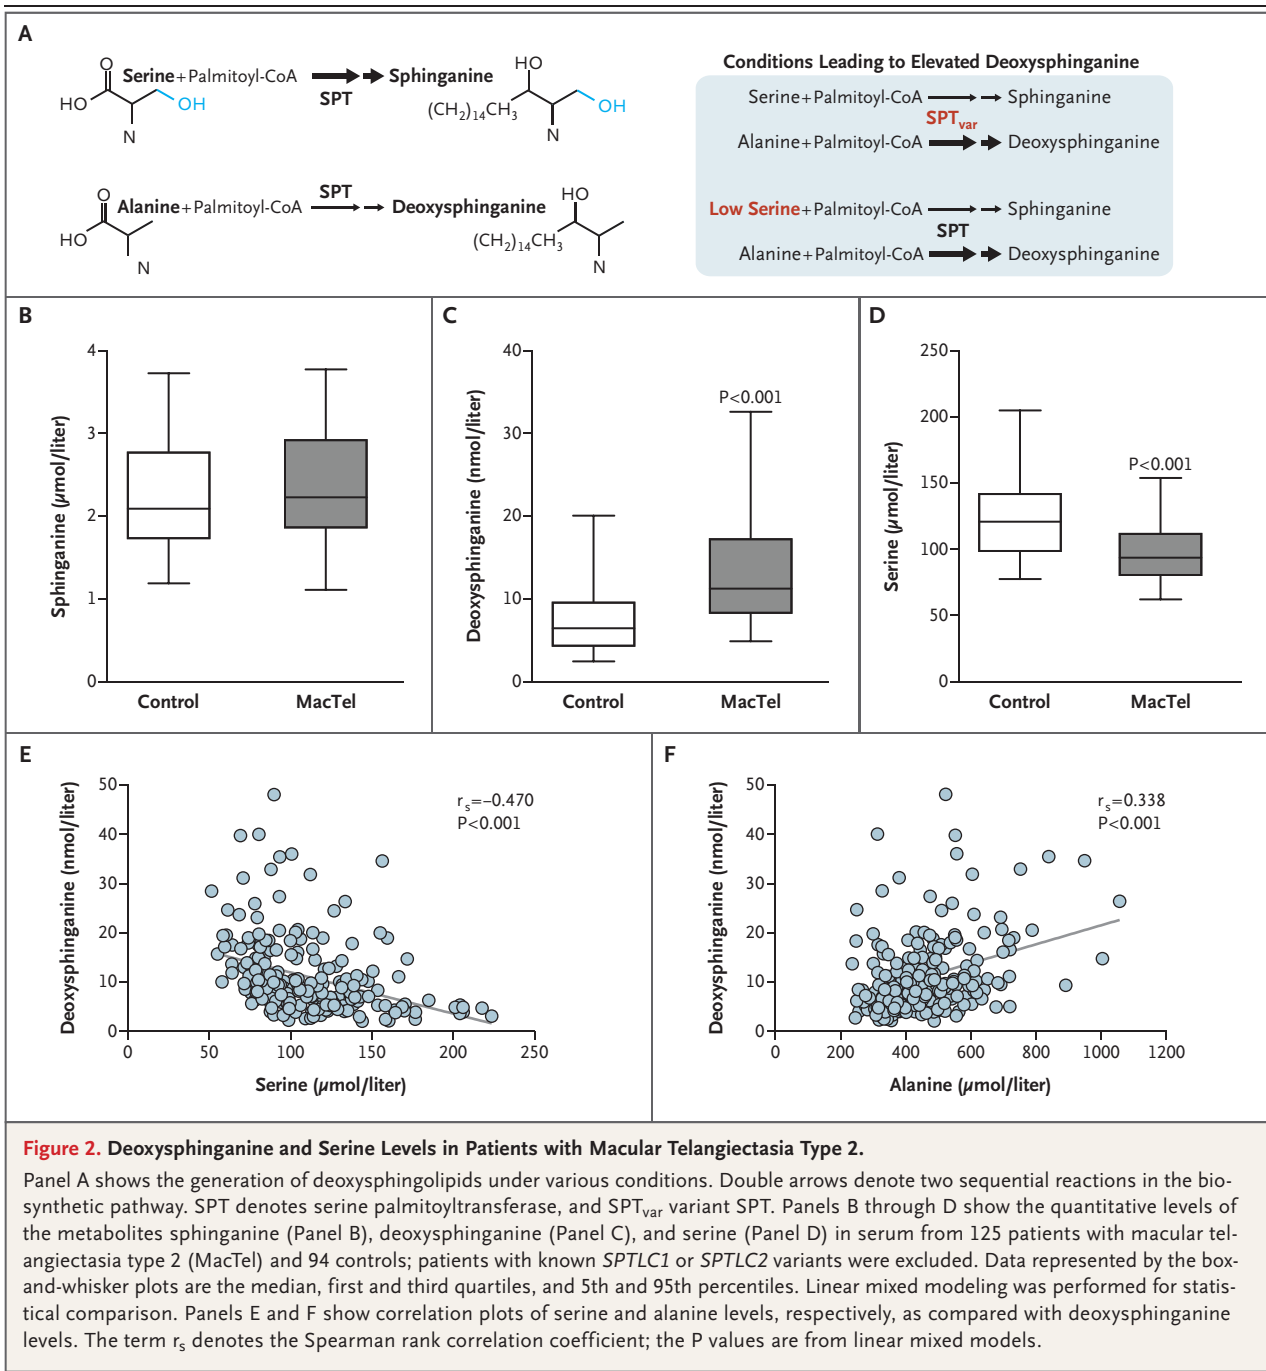 A
O
HO
OH
N
Serine+Palmitoyl-CoA
SPT
Sphinganine
HO
(CH2)14CH3
OH
N
O
HO
N
Alanine+Palmitoyl-CoA
SPT
Deoxysphinganine
HO
(CH2)14CH3
N
Conditions Leading to Elevated Deoxysphinganine
Serine+Palmitoyl-CoA Sphinganine
SPTvar
Alanine+Palmitoyl-CoA Deoxysphinganine
Low Serine+Palmitoyl-CoA Sphinganine
SPT
Alanine+Palmitoyl-CoA Deoxysphinganine
B
Sphinganine (µmol/liter)
4
3
2
1
0
Control MacTel
C
Deoxysphinganine (nmol/liter)
40
30
20
10
0
P<0.001
Control MacTel
D
Serine (µmol/liter)
250
200
150
100
50
0
P<0.001
Control MacTel
E
Deoxysphinganine (nmol/liter)
50
40
30
20
10
0
rs=−0.470
P<0.001
0 50 100 150 200 250
Serine (µmol/liter)
F
Deoxysphinganine (nmol/liter)
50
40
30
20
10
0
rs=0.338
P<0.001
0 200 400 600 800 1000 1200
Alanine (µmol/liter)
Figure 2. Deoxysphinganine and Serine Levels in Patients with Macular Telangiectasia Type 2.
Panel A shows the generation of deoxysphingolipids under various conditions. Double arrows denote two sequential reactions in the bio-
synthetic pathway. SPT denotes serine palmitoyltransferase, and SPTvar variant SPT. Panels B through D show the quantitative levels of
the metabolites sphinganine (Panel B), deoxysphinganine (Panel C), and serine (Panel D) in serum from 125 patients with macular tel-
angiectasia type 2 (MacTel) and 94 controls; patients with known SPTLC1 or SPTLC2 variants were excluded. Data represented by the box-
and-whisker plots are the median, first and third quartiles, and 5th and 95th percentiles. Linear mixed modeling was performed for statis-
tical comparison. Panels E and F show correlation plots of serine and alanine levels, respectively, as compared with deoxysphinganine
levels. The term rs denotes the Spearman rank correlation coefficient; the P values are from linear mixed models.